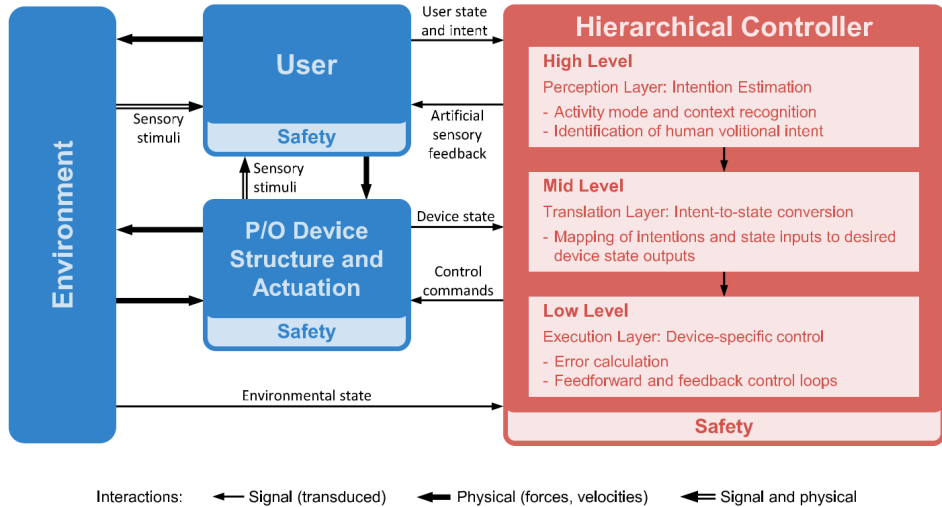 Environment
User
Safety
Sensory
stimuli
Sensory
stimuli
P/O Device
Structure and
Actuation
Safety
User state
and intent
Artificial
sensory
feedback
Device state
Control
commands
Environmental state
Hierarchical Controller
High Level
Perception Layer: Intention Estimation
- Activity mode and context recognition
- Identification of human volitional intent
Mid Level
Translation Layer: Intent-to-state conversion
- Mapping of intentions and state inputs to desired
device state outputs
Low Level
Execution Layer: Device-specific control
- Error calculation
- Feedforward and feedback control loops
Safety
Interactions:
Signal (transduced)
Physical (forces, velocities)
Signal and physical